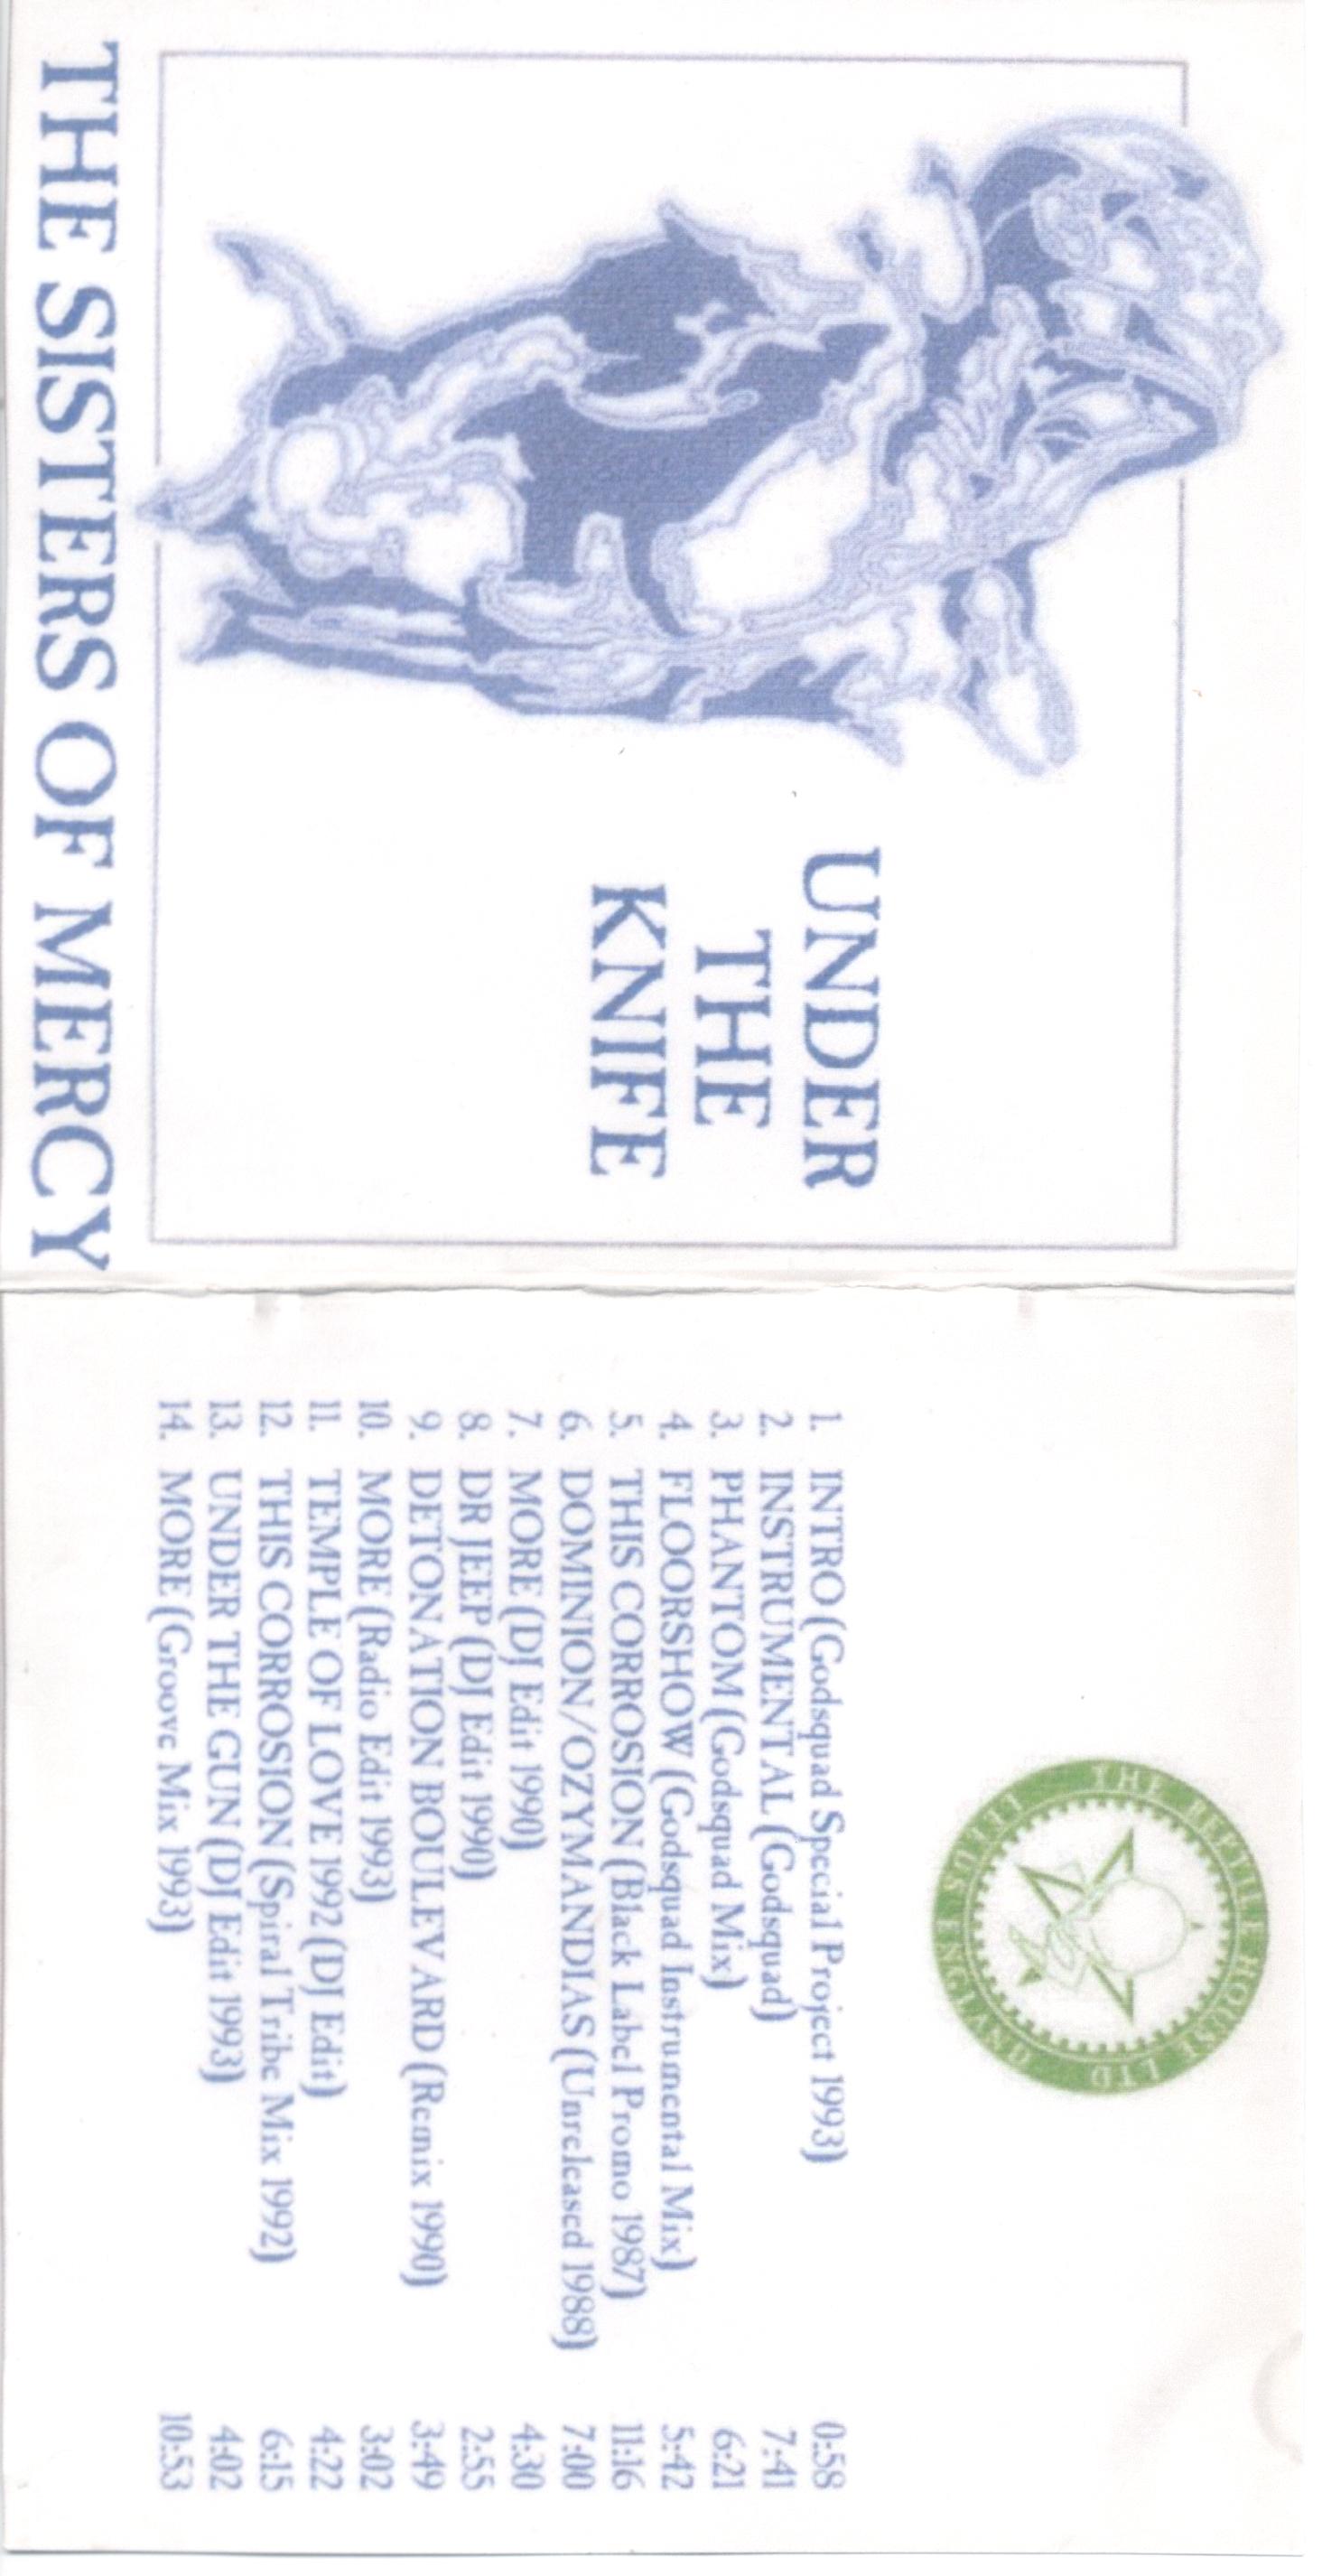 UNDER
THE
KNIFE
THE SISTERS OF MERCY
THE REPTILE HOUSE LTD
LEEDS ENGLAND
1. INTRO (Godsquad Special Project 1993) 0:58
2. INSTRUMENTAL (Godsquad) 7:41
3. PHANTOM (Godsquad Mix) 6:21
4. FLOORSHOW (Godsquad Instrumental Mix) 5:42
5. THIS CORROSION (Black Label Promo 1987) 11:16
6. DOMINION/OZYMANDIAS (Unreleased 1988) 7:00
7. MORE (DJ Edit 1990) 4:30
8. DR JEEP (DJ Edit 1990) 2:55
9. DETONATION BOULEVARD (Remix 1990) 3:49
10. MORE (Radio Edit 1993) 3:02
11. TEMPLE OF LOVE 1992 (DJ Edit) 4:22
12. THIS CORROSION (Spiral Tribe Mix 1992) 6:15
13. UNDER THE GUN (DJ Edit 1993) 4:02
14. MORE (Groove Mix 1993) 10:53